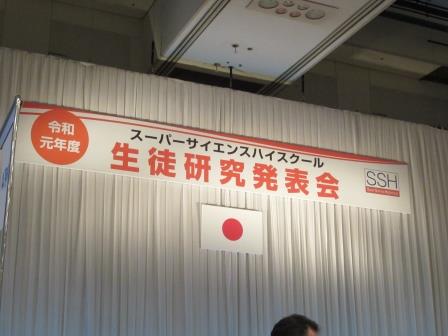 令和
元年度
スーパーサイエンスハイスクール
生徒研究発表会
SSH